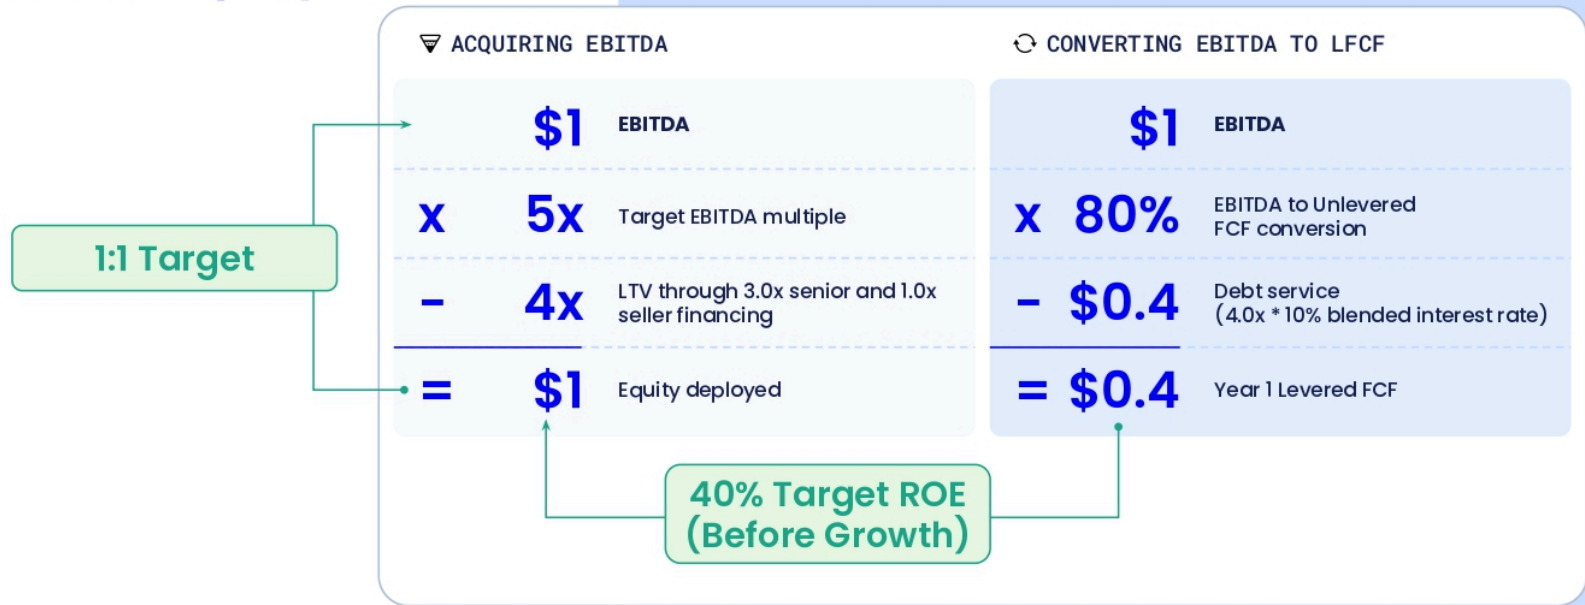 ACQUIRING EBITDA
$1 EBITDA
x 5x Target EBITDA multiple
- 4x LTV through 3.0x senior and 1.0x
seller financing
= $1 Equity deployed
CONVERTING EBITDA TO LFCF
$1 EBITDA
x 80% EBITDA to Unlevered
FCF conversion
- $0.4 Debt service
(4.0x * 10% blended interest rate)
= $0.4 Year 1 Levered FCF
1:1 Target
40% Target ROE
(Before Growth)